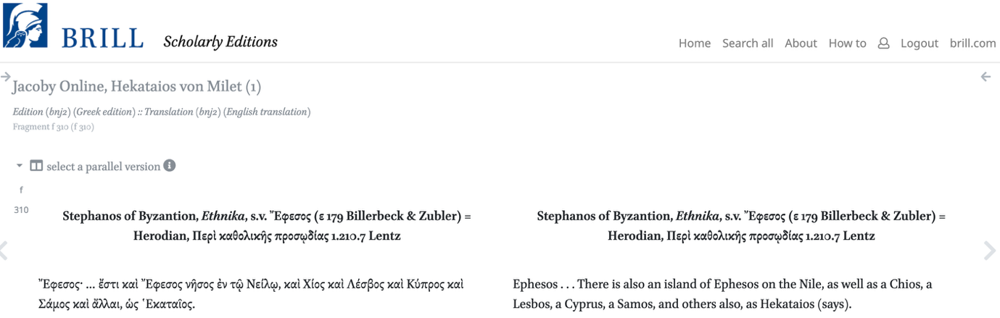 BRILL Scholarly Editions
Home Search all About How to Logout brill.com
Jacoby Online, Hekataios von Milet (1)
Edition (bnj2) (Greek edition) :: Translation (bnj2) (English translation)
Fragment f 310 (f 310)
select a parallel version
f
310
Stephanos of Byzantion, Ethnika, s.v. Ἔφεσος (ε 179 Billerbeck & Zubler) =
Herodian, Περὶ καθολικῆς προσῳδίας 1.210.7 Lentz
Ἔφεσος· ... ἔστι καὶ Ἔφεσος νῆσος ἐν τῷ Νείλῳ, καὶ Χίος καὶ Λέσβος καὶ Κύπρος καὶ
Σάμος καὶ ἄλλαι, ὡς Ἑκαταῖος.
Stephanos of Byzantion, Ethnika, s.v. Ἔφεσος (ε 179 Billerbeck & Zubler) =
Herodian, Περὶ καθολικῆς προσῳδίας 1.210.7 Lentz
Ephesos . . . There is also an island of Ephesos on the Nile, as well as a Chios, a
Lesbos, a Cyprus, a Samos, and others also, as Hekataios (says).